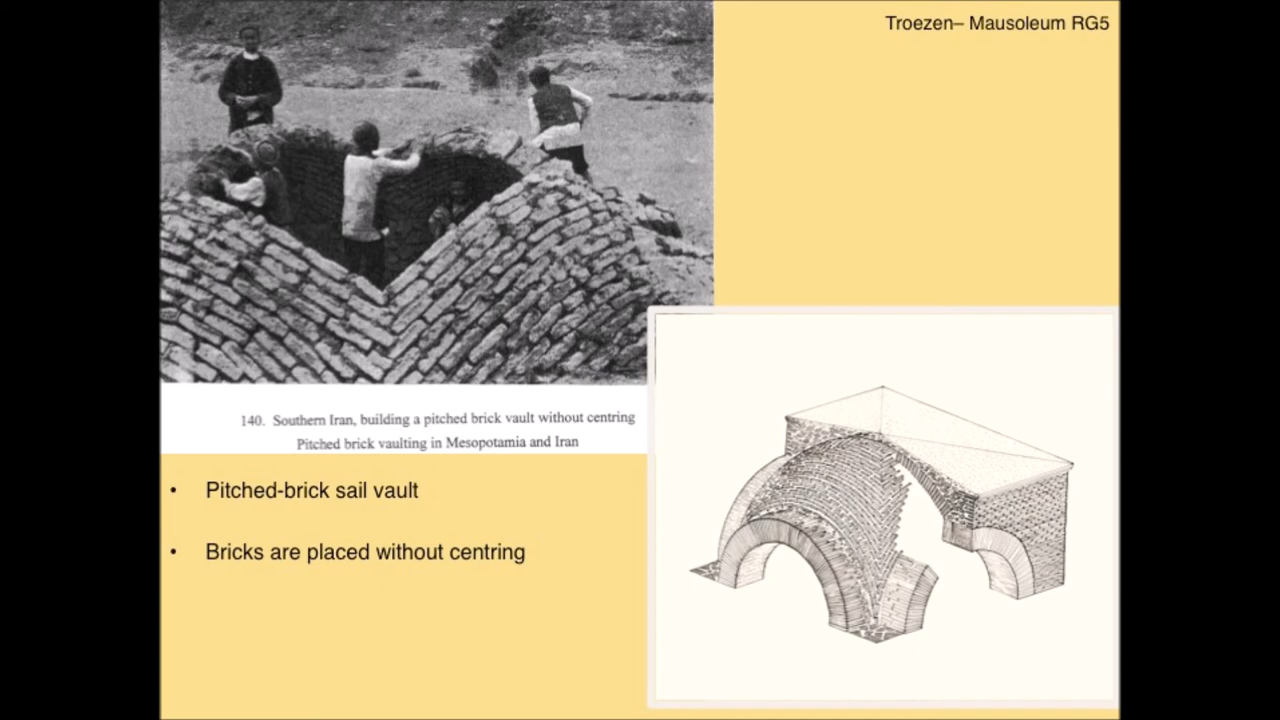 Troezen– Mausoleum RG5
140. Southern Iran, building a pitched brick vault without centring
Pitched brick vaulting in Mesopotamia and Iran
• Pitched-brick sail vault
• Bricks are placed without centring